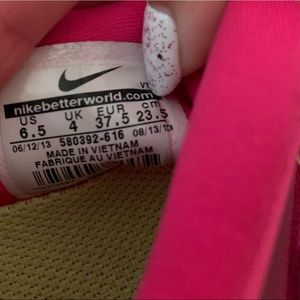 VT
nikebetterworld.com
US UK EUR cm
6.5 4 37.5 23.5
06/12/13 580392-616 08/13/13
MADE IN VIETNAM
FABRIQUE AU VIETNAM